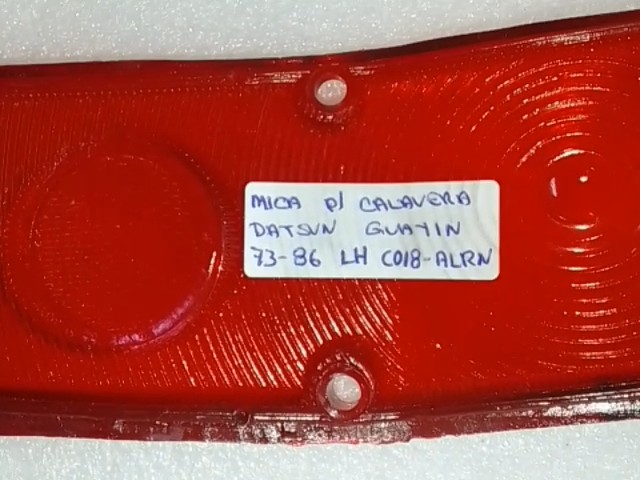 MICA P/ CALAVERA
DATSUN GUAYIN
73-86 LH C018-ALRN